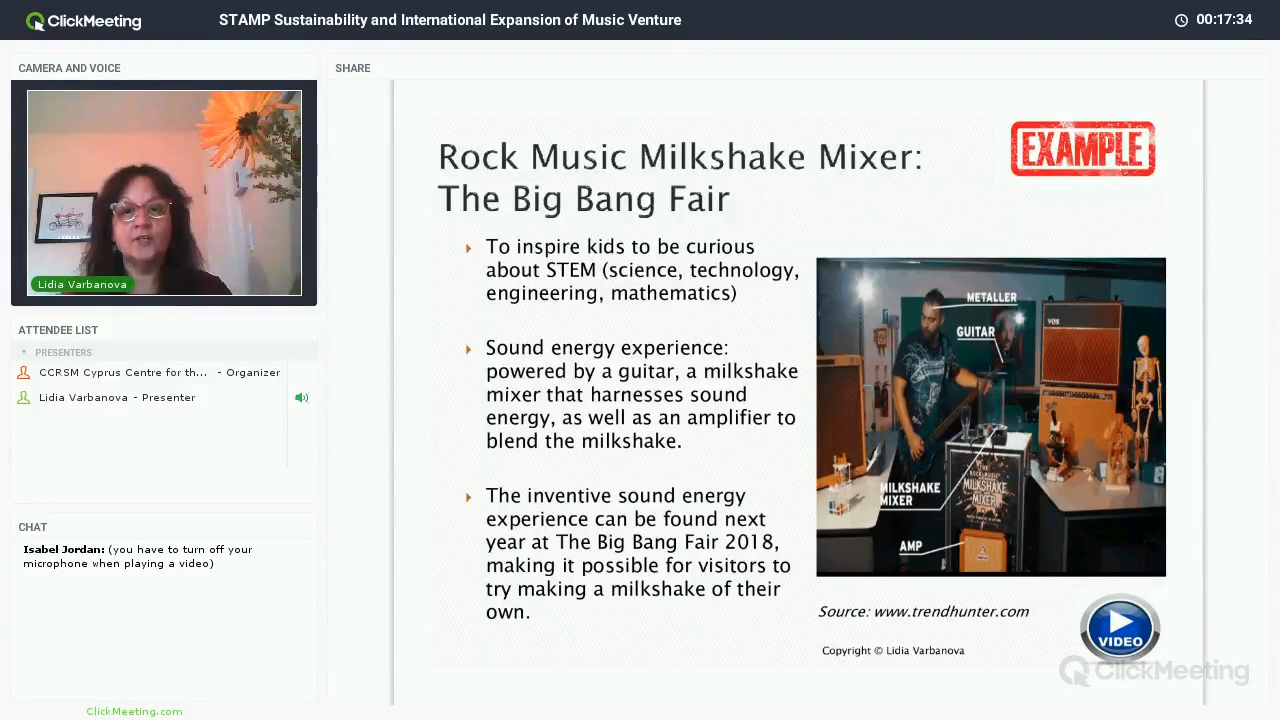 ClickMeeting
STAMP Sustainability and International Expansion of Music Venture
00:17:34
CAMERA AND VOICE
Lidia Varbanova
ATTENDEE LIST
PRESENTERS
CCRSM Cyprus Centre for th... - Organizer
Lidia Varbanova - Presenter
CHAT
Isabel Jordan: (you have to turn off your
microphone when playing a video)
ClickMeeting.com
SHARE
Rock Music Milkshake Mixer:
The Big Bang Fair
EXAMPLE
To inspire kids to be curious
about STEM (science, technology,
engineering, mathematics)
Sound energy experience:
powered by a guitar, a milkshake
mixer that harnesses sound
energy, as well as an amplifier to
blend the milkshake.
The inventive sound energy
experience can be found next
year at The Big Bang Fair 2018,
making it possible for visitors to
try making a milkshake of their
own.
METALLER
GUITAR
VOX
MILKSHAKE
MIXER
THE
ROCK MUSIC
MILKSHAKE
MIXER
AMP
Source: www.trendhunter.com
VIDEO
Copyright © Lidia Varbanova
ClickMeeting